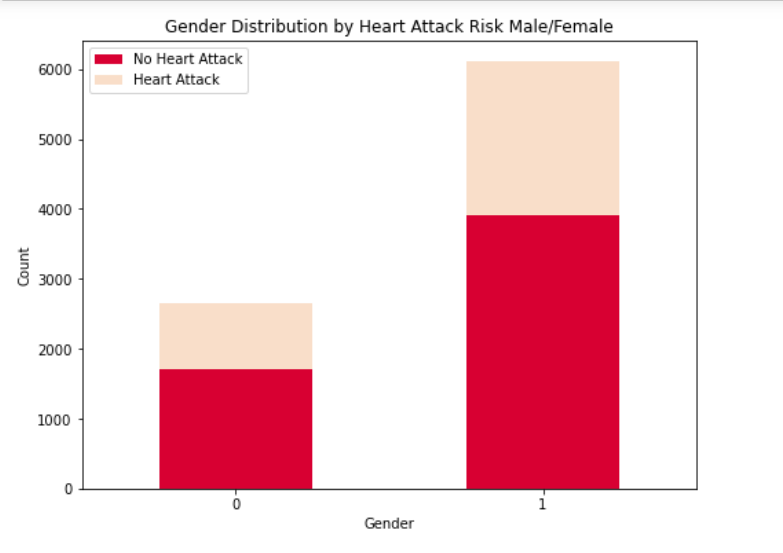 Gender Distribution by Heart Attack Risk Male/Female
No Heart Attack
Heart Attack
6000
5000
4000
3000
2000
1000
0
Count
0 1
Gender